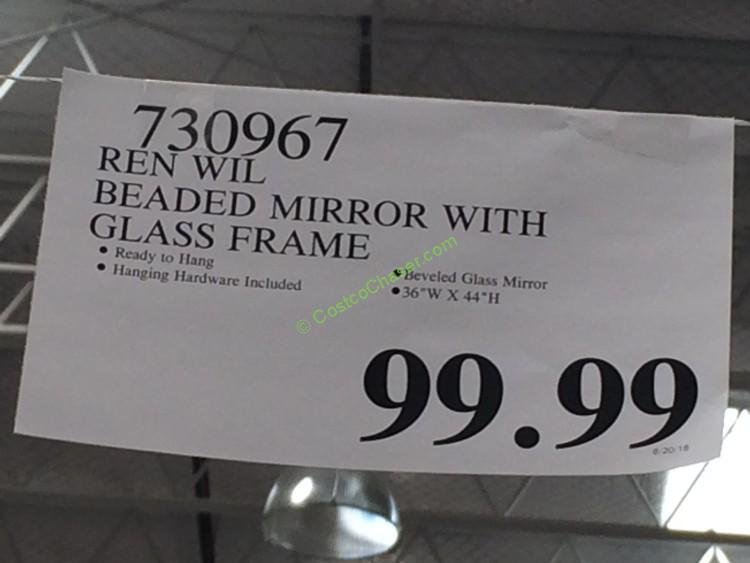 730967
REN WIL
BEADED MIRROR WITH
GLASS FRAME
• Ready to Hang
• Hanging Hardware Included
• Beveled Glass Mirror
• 36"W X 44"H
© CostcoChaser.com
99.99
6/20/16